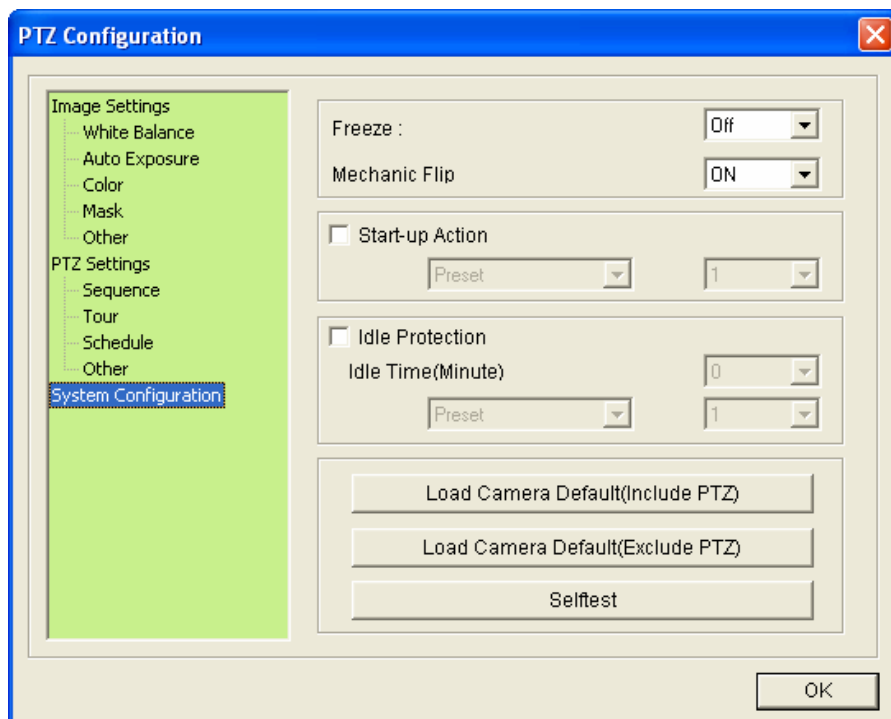 PTZ Configuration
Image Settings
White Balance
Auto Exposure
Color
Mask
Other
PTZ Settings
Sequence
Tour
Schedule
Other
System Configuration
Freeze :
Off
Mechanic Flip
ON
Start-up Action
Preset
1
Idle Protection
Idle Time(Minute)
0
Preset
1
Load Camera Default(Include PTZ)
Load Camera Default(Exclude PTZ)
Selftest
OK